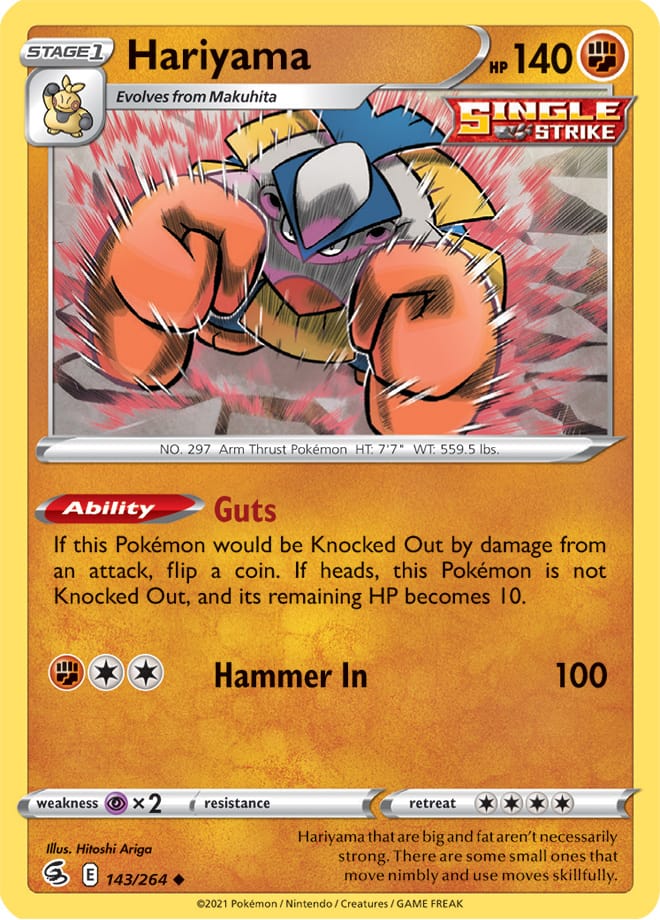 STAGE 1
Hariyama
HP 140
Evolves from Makuhita
SINGLE
STRIKE
NO. 297 Arm Thrust Pokémon HT: 7'7" WT: 559.5 lbs.
Ability Guts
If this Pokémon would be Knocked Out by damage from
an attack, flip a coin. If heads, this Pokémon is not
Knocked Out, and its remaining HP becomes 10.
Hammer In 100
weakness ×2 resistance retreat
Illus. Hitoshi Ariga
E 143/264
Hariyama that are big and fat aren't necessarily
strong. There are some small ones that
move nimbly and use moves skillfully.
©2021 Pokémon / Nintendo / Creatures / GAME FREAK